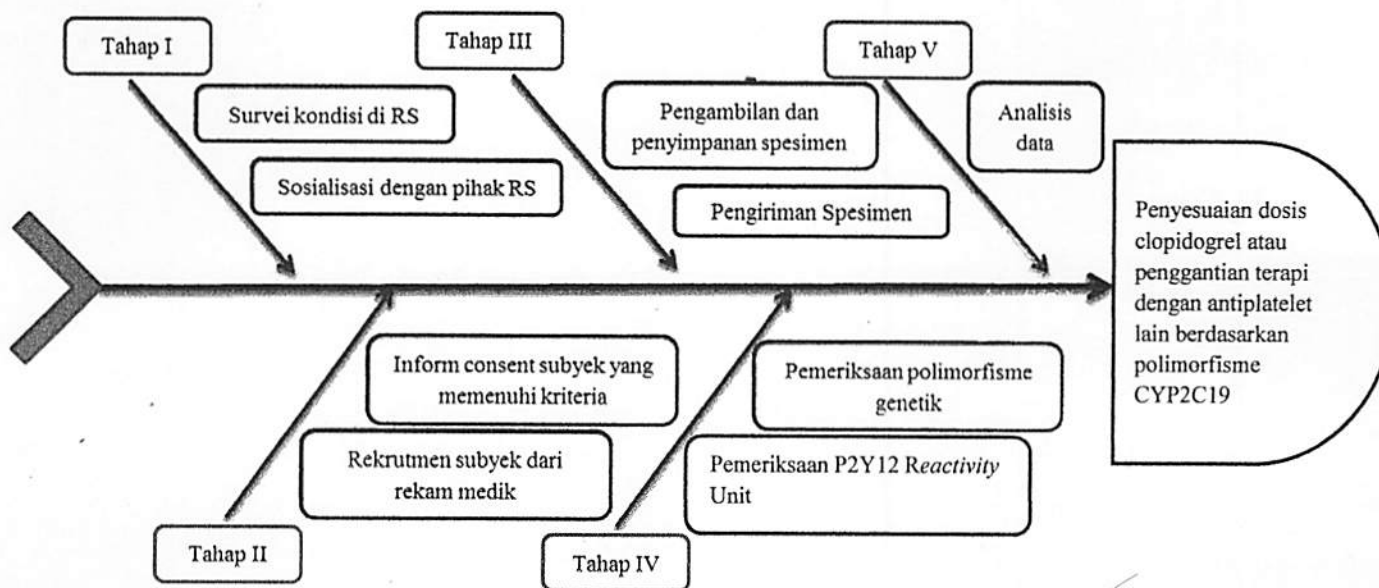 Tahap I
Survei kondisi di RS
Sosialisasi dengan pihak RS
Tahap III
Pengambilan dan
penyimpanan spesimen
Pengiriman Spesimen
Tahap V
Analisis
data
Penyesuaian dosis
clopidogrel atau
penggantian terapi
dengan antiplatelet
lain berdasarkan
polimorfisme
CYP2C19
Inform consent subyek yang
memenuhi kriteria
Rekrutmen subyek dari
rekam medik
Tahap II
Pemeriksaan polimorfisme
genetik
Pemeriksaan P2Y12 Reactivity
Unit
Tahap IV